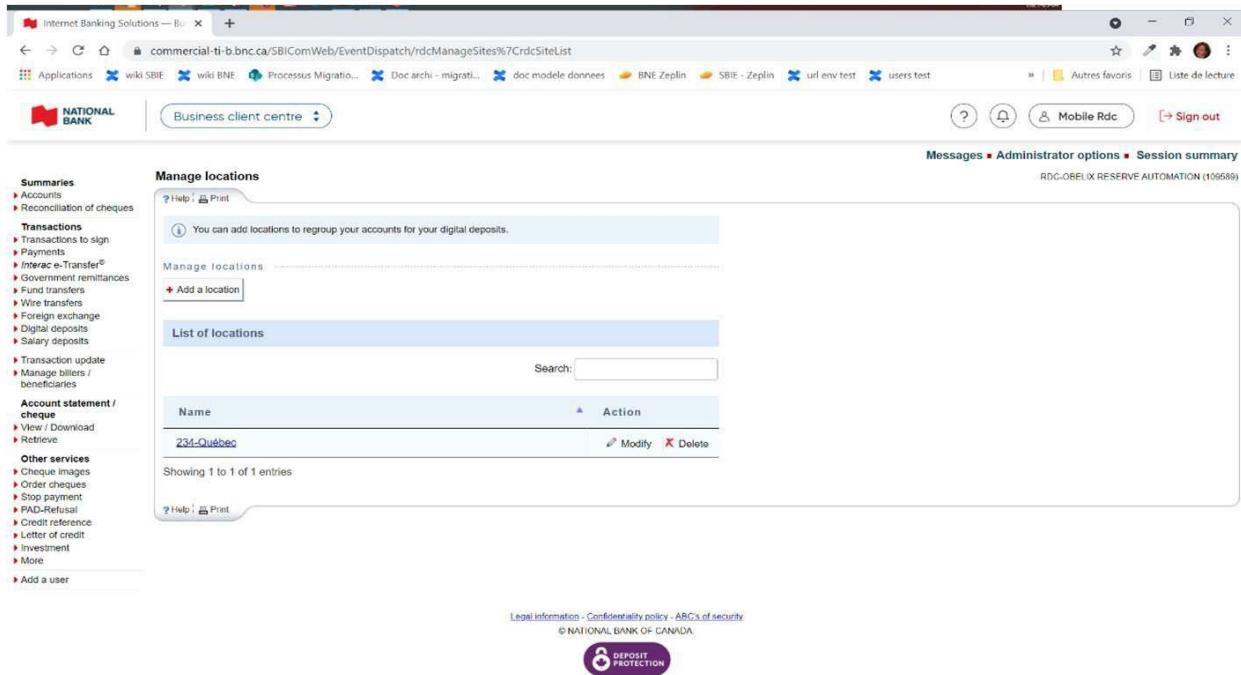 Internet Banking Solutions — Bu
commercial-ti-b.bnc.ca/SBIComWeb/EventDispatch/rdcManageSites%7CrdcSiteList
Applications wiki SBIE wiki BNE Processus Migratio... Doc archi - migrati... doc modele donnees BNE Zeplin SBIE - Zeplin url env test users test » Autres favoris Liste de lecture
NATIONAL
BANK
Business client centre
? Mobile Rdc Sign out
Messages Administrator options Session summary
RDC-OBELIX RESERVE AUTOMATION (109589)
Summaries
Accounts
Reconciliation of cheques
Transactions
Transactions to sign
Payments
Interac e-Transfer®
Government remittances
Fund transfers
Wire transfers
Foreign exchange
Digital deposits
Salary deposits
Transaction update
Manage billers /
beneficiaries
Account statement /
cheque
View / Download
Retrieve
Other services
Cheque images
Order cheques
Stop payment
PAD-Refusal
Credit reference
Letter of credit
Investment
More
Add a user
Manage locations
? Help Print
You can add locations to regroup your accounts for your digital deposits.
Manage locations
+ Add a location
List of locations
Search:
Name Action
234-Québec Modify X Delete
Showing 1 to 1 of 1 entries
? Help Print
Legal information - Confidentiality policy - ABC's of security
© NATIONAL BANK OF CANADA
DEPOSIT
PROTECTION